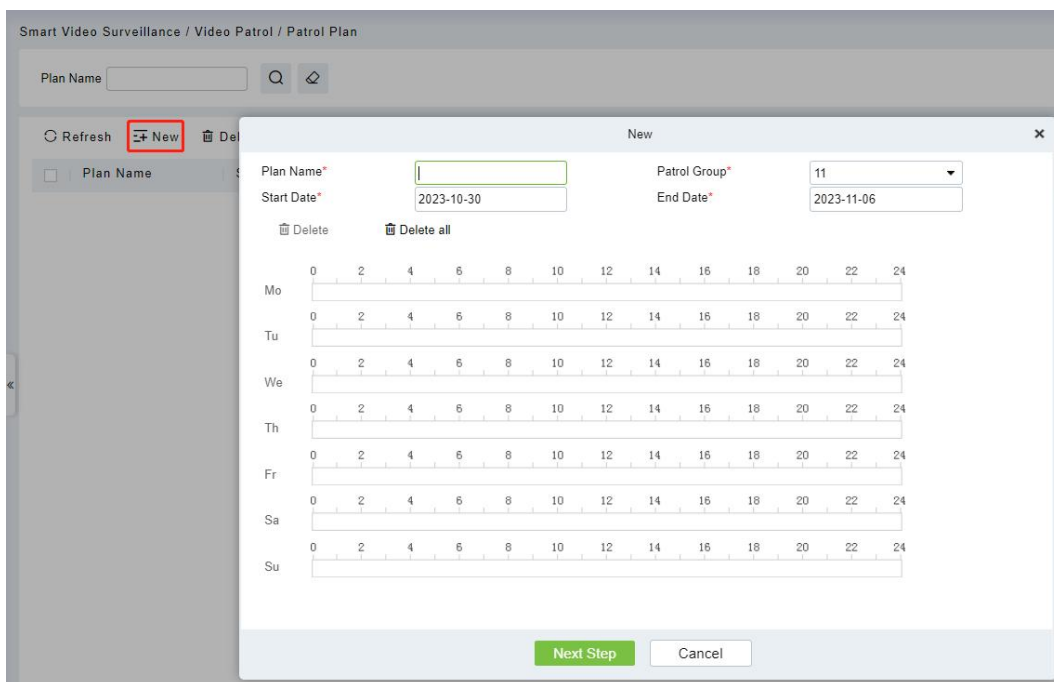 Smart Video Surveillance / Video Patrol / Patrol Plan
Plan Name
Refresh New Del
Plan Name S
New
Plan Name* Patrol Group* 11
Start Date* 2023-10-30 End Date* 2023-11-06
Delete Delete all
0 2 4 6 8 10 12 14 16 18 20 22 24
Mo
0 2 4 6 8 10 12 14 16 18 20 22 24
Tu
0 2 4 6 8 10 12 14 16 18 20 22 24
We
0 2 4 6 8 10 12 14 16 18 20 22 24
Th
0 2 4 6 8 10 12 14 16 18 20 22 24
Fr
0 2 4 6 8 10 12 14 16 18 20 22 24
Sa
0 2 4 6 8 10 12 14 16 18 20 22 24
Su
Next Step Cancel